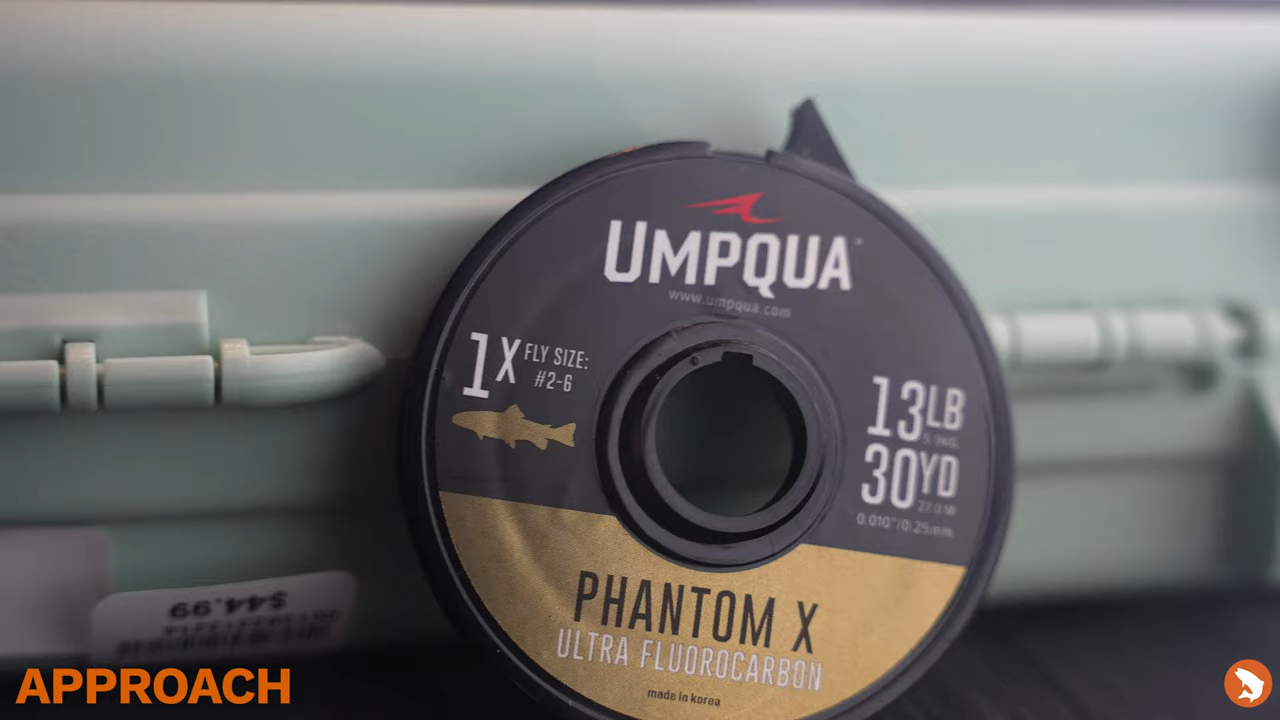 UMPQUA
www.umpqua.com
1X FLY SIZE:
#2-6
13LB
30YD
0.010"/0.25mm
PHANTOM X
ULTRA FLUOROCARBON
made in korea
$44.99
APPROACH